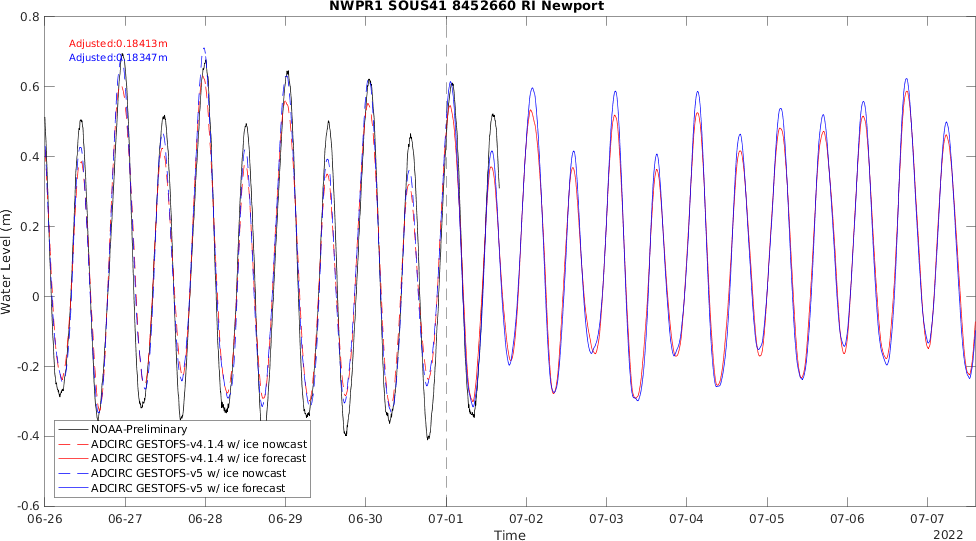 NWPR1 SOUS41 8452660 RI Newport
0.8
Adjusted:0.18413m
Adjusted:0.18347m
0.6
0.4
0.2
0
-0.2
-0.4
-0.6
Water Level (m)
NOAA-Preliminary
ADCIRC GESTOFS-v4.1.4 w/ ice nowcast
ADCIRC GESTOFS-v4.1.4 w/ ice forecast
ADCIRC GESTOFS-v5 w/ ice nowcast
ADCIRC GESTOFS-v5 w/ ice forecast
06-26 06-27 06-28 06-29 06-30 07-01 07-02 07-03 07-04 07-05 07-06 07-07
Time
2022